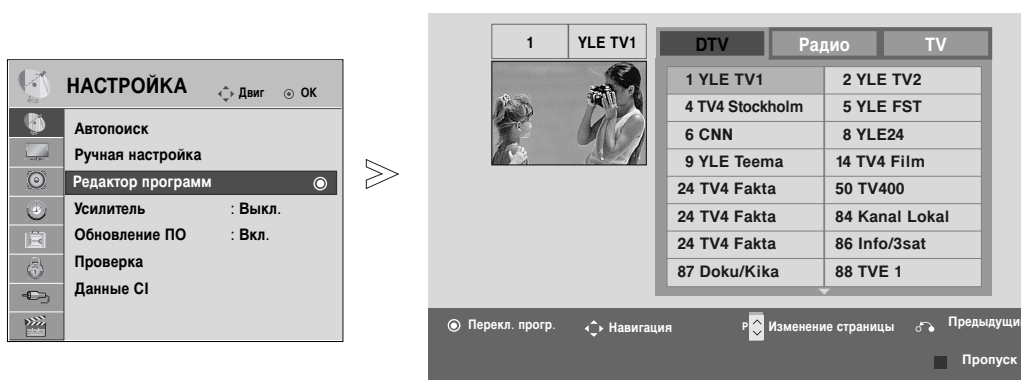 НАСТРОЙКА Двиг ОК
Автопоиск
Ручная настройка
Редактор программ
Усилитель : Выкл.
Обновление ПО : Вкл.
Проверка
Данные CI
1 YLE TV1
DTV Радио TV
1 YLE TV1 2 YLE TV2
4 TV4 Stockholm 5 YLE FST
6 CNN 8 YLE24
9 YLE Teema 14 TV4 Film
24 TV4 Fakta 50 TV400
24 TV4 Fakta 84 Kanal Lokal
24 TV4 Fakta 86 Info/3sat
87 Doku/Kika 88 TVE 1
Перекл. прогр. Навигация P Изменение страницы Предыдущи
Пропуск